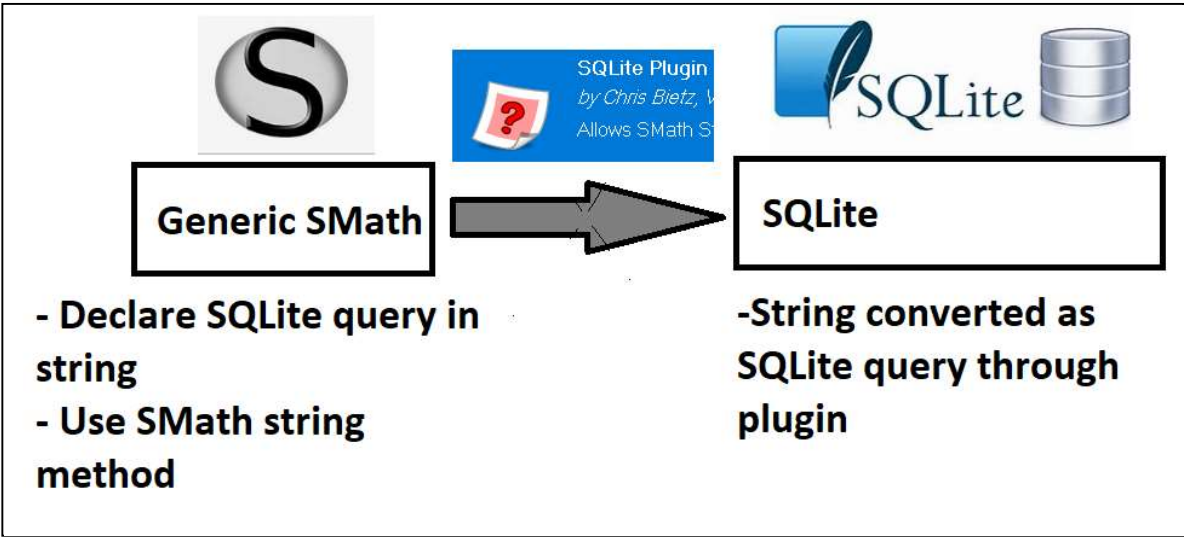 S
SQLite Plugin
by Chris Bietz,
Allows SMath
SQLite
Generic SMath
SQLite
- Declare SQLite query in
string
- Use SMath string
method
-String converted as
SQLite query through
plugin